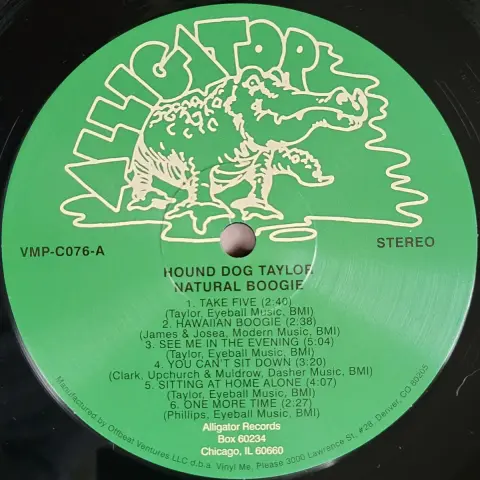 ALLIGATOR
VMP-C076-A
STEREO
HOUND DOG TAYLOR
NATURAL BOOGIE
1. TAKE FIVE (2:40)
(Taylor, Eyeball Music, BMI)
2. HAWAIIAN BOOGIE (2:38)
(James & Josea, Modern Music, BMI)
3. SEE ME IN THE EVENING (5:04)
(Taylor, Eyeball Music, BMI)
4. YOU CAN'T SIT DOWN (3:20)
(Clark, Upchurch & Muldrow, Dasher Music, BMI)
5. SITTING AT HOME ALONE (4:07)
(Taylor, Eyeball Music, BMI)
6. ONE MORE TIME (2:27)
(Phillips, Eyeball Music, BMI)
Alligator Records
Box 60234
Chicago, IL 60660
Manufactured by Offbeat Ventures LLC d.b.a. Vinyl Me, Please 3000 Lawrence St, #28, Denver, CO 80205